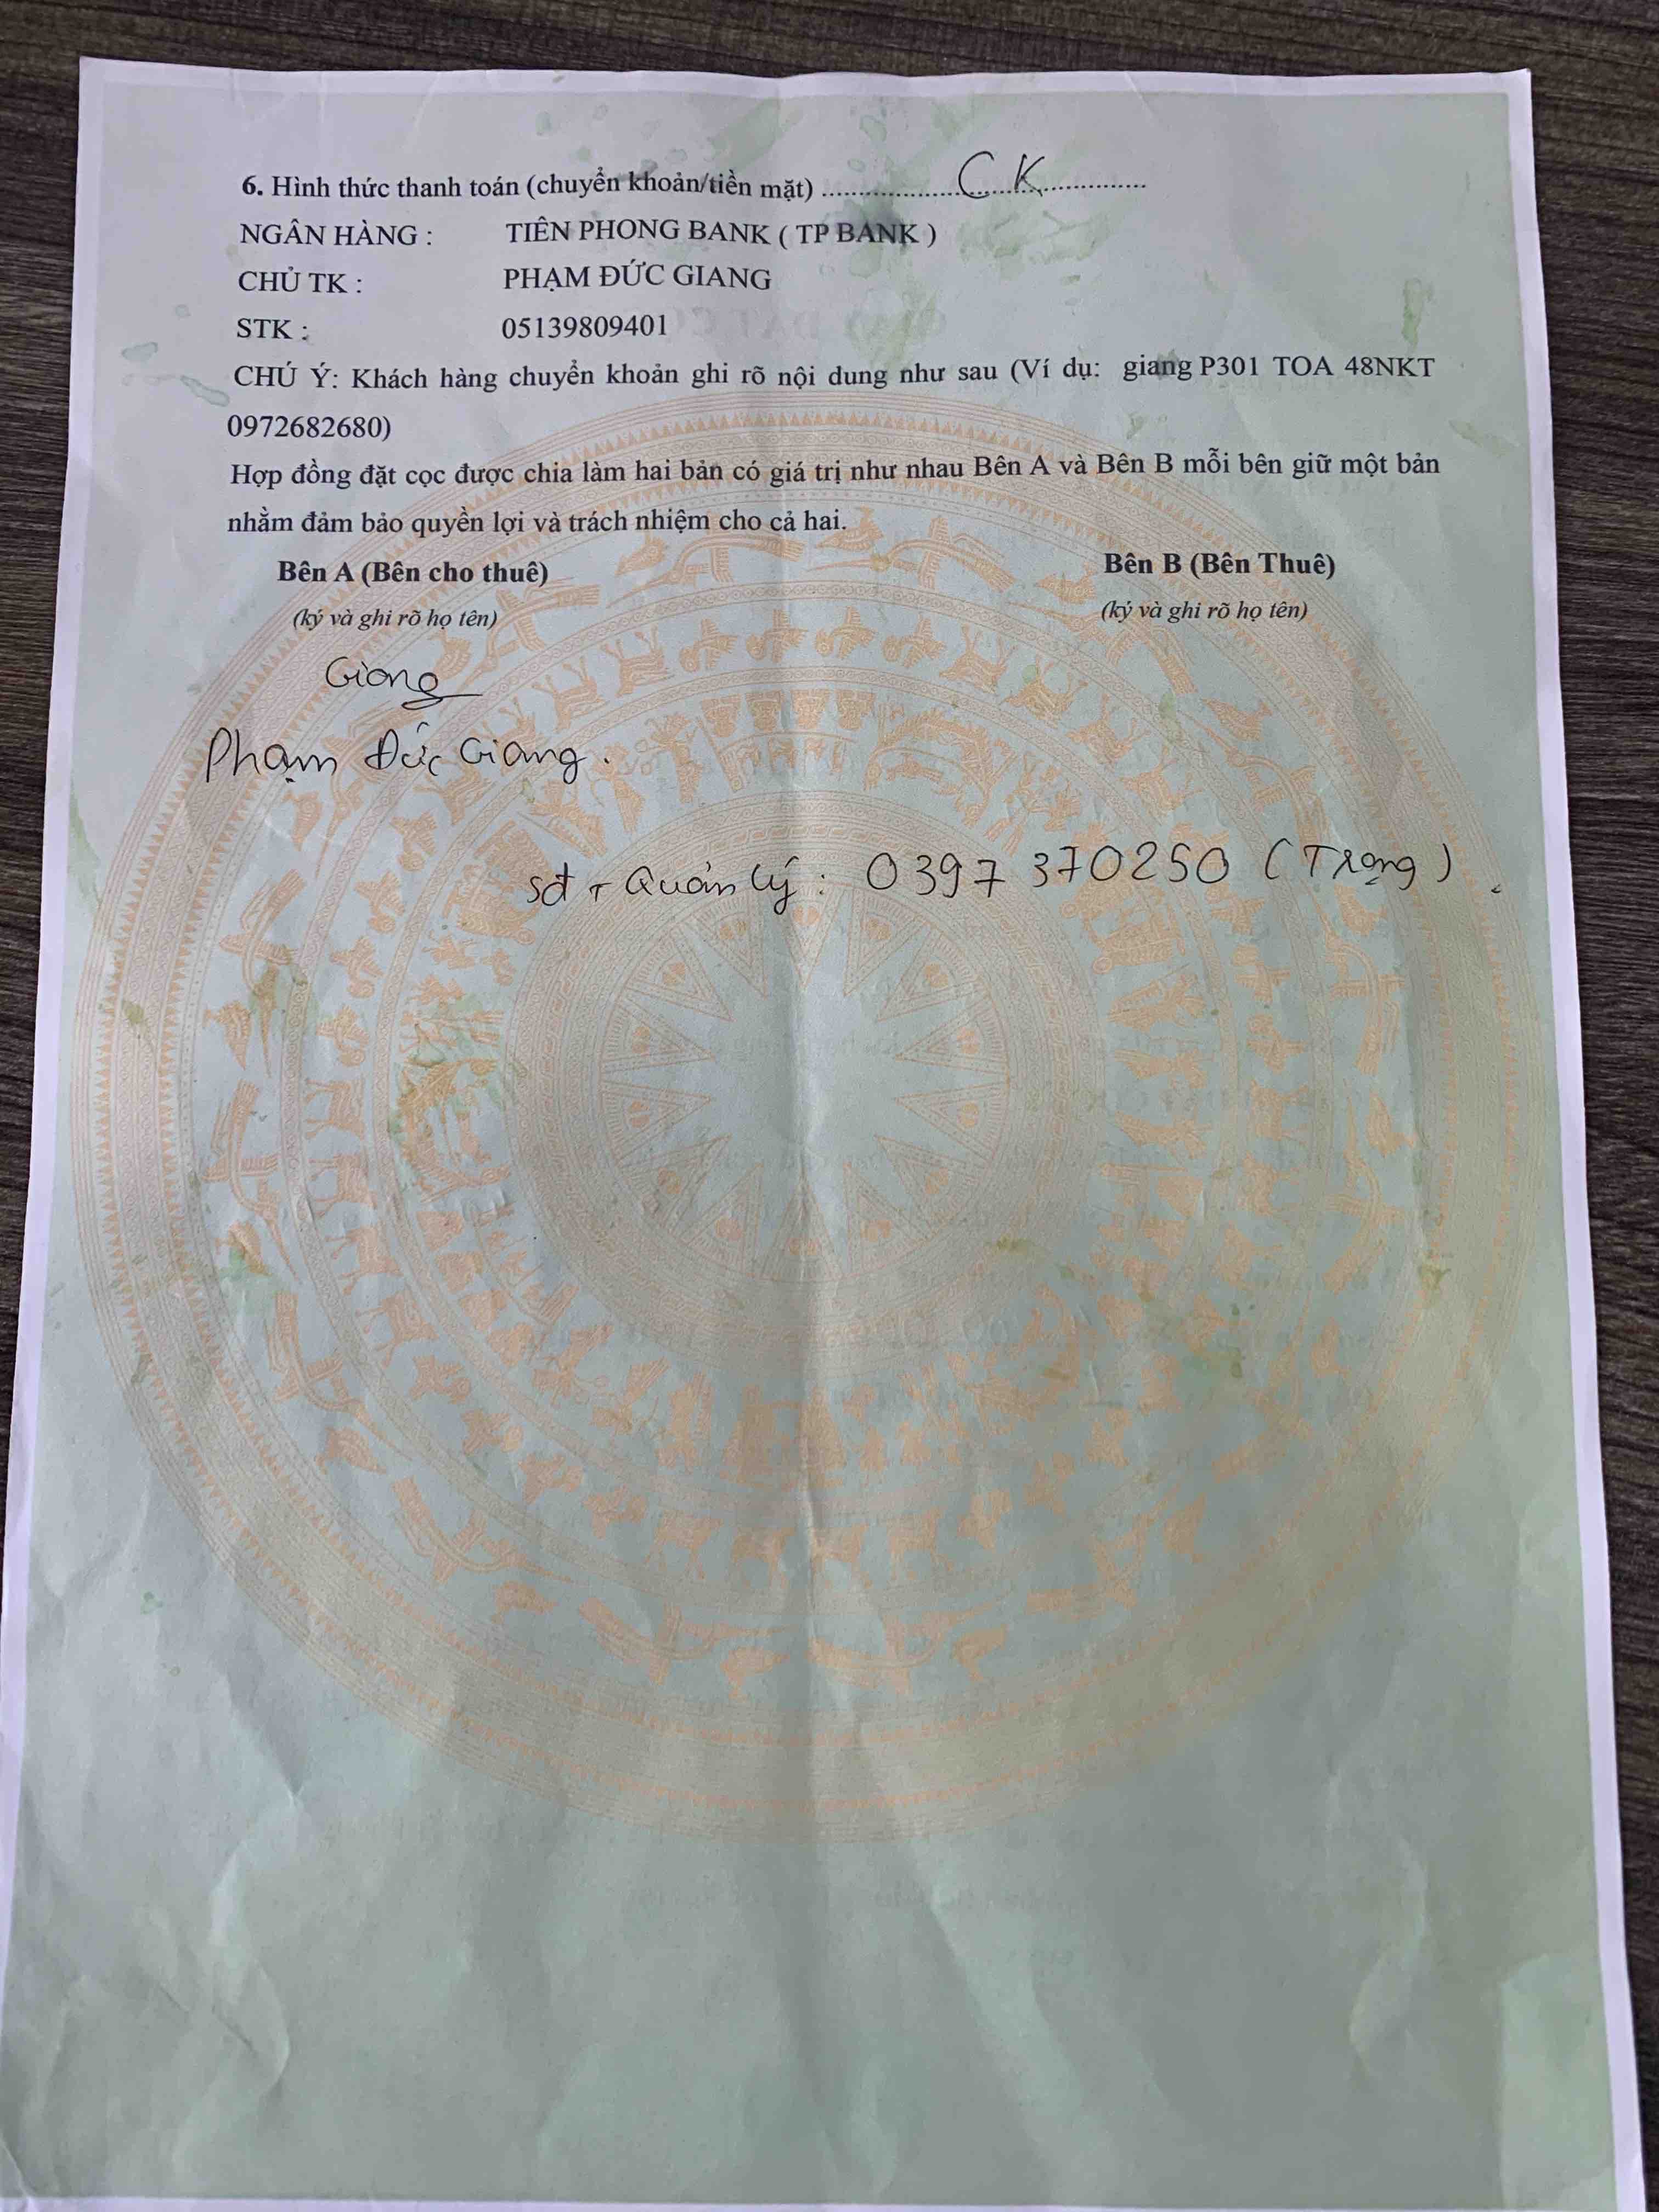 6. Hình thức thanh toán (chuyển khoản/tiền mặt) ....................CK...............
NGÂN HÀNG : TIÊN PHONG BANK ( TP BANK )
CHỦ TK : PHẠM ĐỨC GIANG
STK : 05139809401
CHÚ Ý: Khách hàng chuyển khoản ghi rõ nội dung như sau (Ví dụ: giang P301 TOA 48NKT
0972682680)
Hợp đồng đặt cọc được chia làm hai bản có giá trị như nhau Bên A và Bên B mỗi bên giữ một bản
nhằm đảm bảo quyền lợi và trách nhiệm cho cả hai.
Bên A (Bên cho thuê) Bên B (Bên Thuê)
(ký và ghi rõ họ tên) (ký và ghi rõ họ tên)
Giang
Phạm Đức Giang.
sđt Quản lý : 0397 370250 (Trọng)